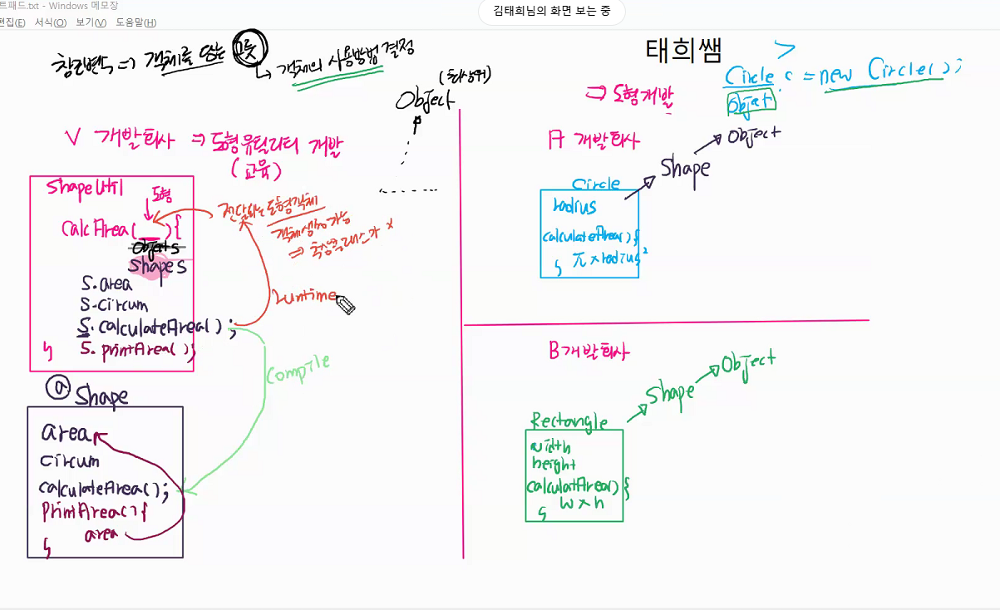 트패드.txt - Windows 메모장
편집(E) 서식(O) 보기(V) 도움말(H)
김태희님의 화면 보는 중
참조변수 => 객체를 담는 그릇
↳ 객체의 사용방법 결정
(최상위)
Object
V 개발회사 => 도형유틸리티 개발
(교육)
ShapeUtil
도형
CalcArea(__){
Object s
Shape s
S.area
S.circum
S.calculateArea();
S.printArea();
}
전달하는 도형객체
객체생성가능
=> 추상클래스가 x
Runtime
Compile
ⓐ Shape
area
circum
calculateArea();
printArea(){
area
}
태희쌤
>
Circle c = new Circle();
Object
=> 도형개발
A 개발회사
Shape
Object
Circle
radius
calculateArea(){
π × radius²
}
B개발회사
Shape
Object
Rectangle
width
height
calculatArea(){
w × h
}